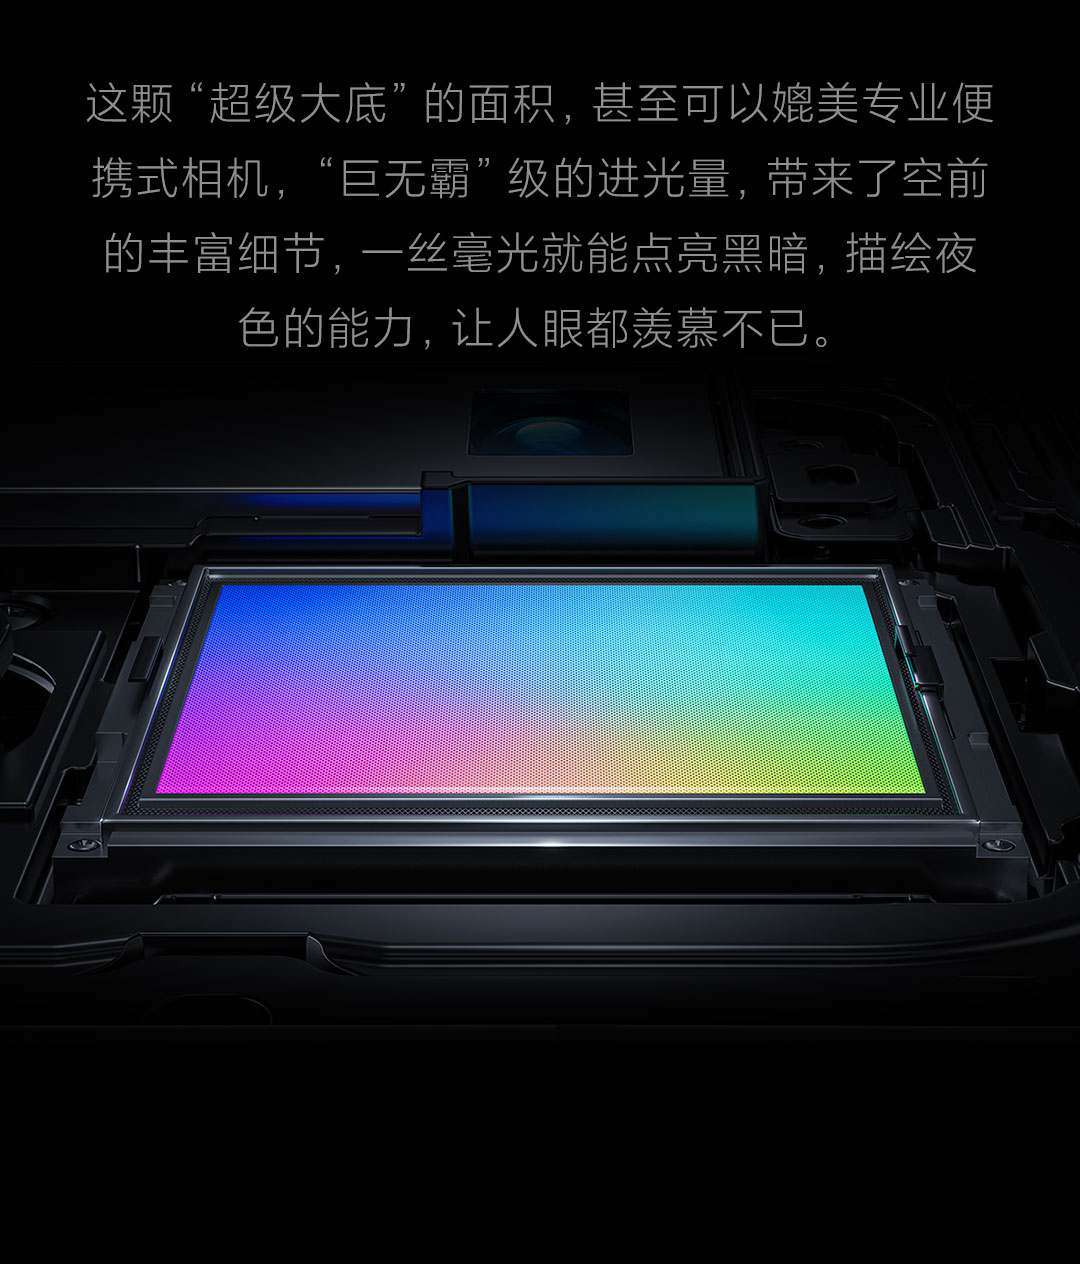 这颗“超级大底”的面积，甚至可以媲美专业便
携式相机，“巨无霸”级的进光量，带来了空前
的丰富细节，一丝毫光就能点亮黑暗，描绘夜
色的能力，让人眼都羡慕不已。